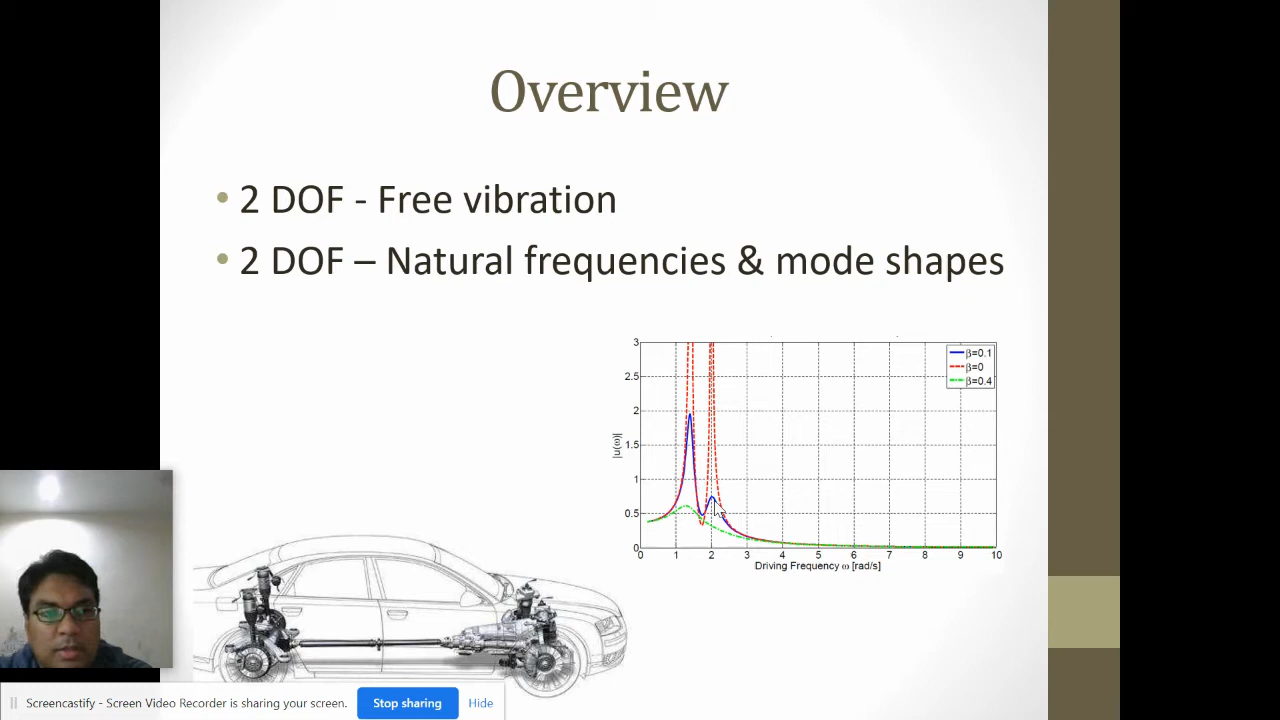 Overview
• 2 DOF - Free vibration
• 2 DOF – Natural frequencies & mode shapes
3
2.5
2
1.5
1
0.5
0
|u(ω)|
β=0.1
β=0
β=0.4
0 1 2 3 4 5 6 7 8 9 10
Driving Frequency ω [rad/s]
Screencastify - Screen Video Recorder is sharing your screen. Stop sharing Hide